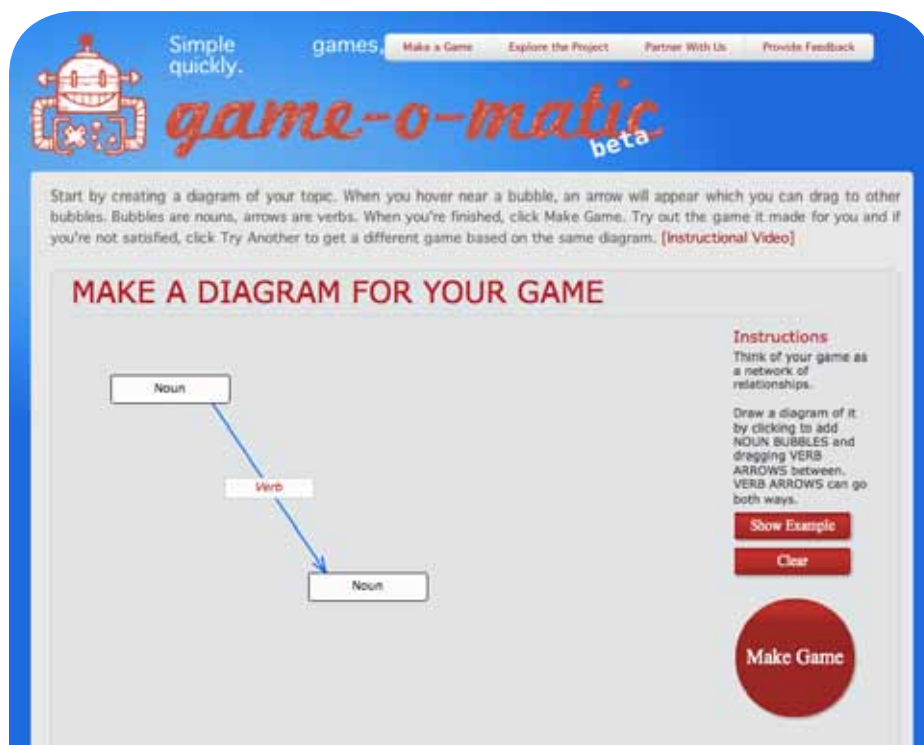 Simple games,
quickly.
Make a Game Explore the Project Partner With Us Provide Feedback
game-o-matic
beta
Start by creating a diagram of your topic. When you hover near a bubble, an arrow will appear which you can drag to other
bubbles. Bubbles are nouns, arrows are verbs. When you're finished, click Make Game. Try out the game it made for you and if
you're not satisfied, click Try Another to get a different game based on the same diagram. [Instructional Video]
MAKE A DIAGRAM FOR YOUR GAME
Noun
Verb
Noun
Instructions
Think of your game as
a network of
relationships.
Draw a diagram of it
by clicking to add
NOUN BUBBLES and
dragging VERB
ARROWS between.
VERB ARROWS can go
both ways.
Show Example
Clear
Make Game